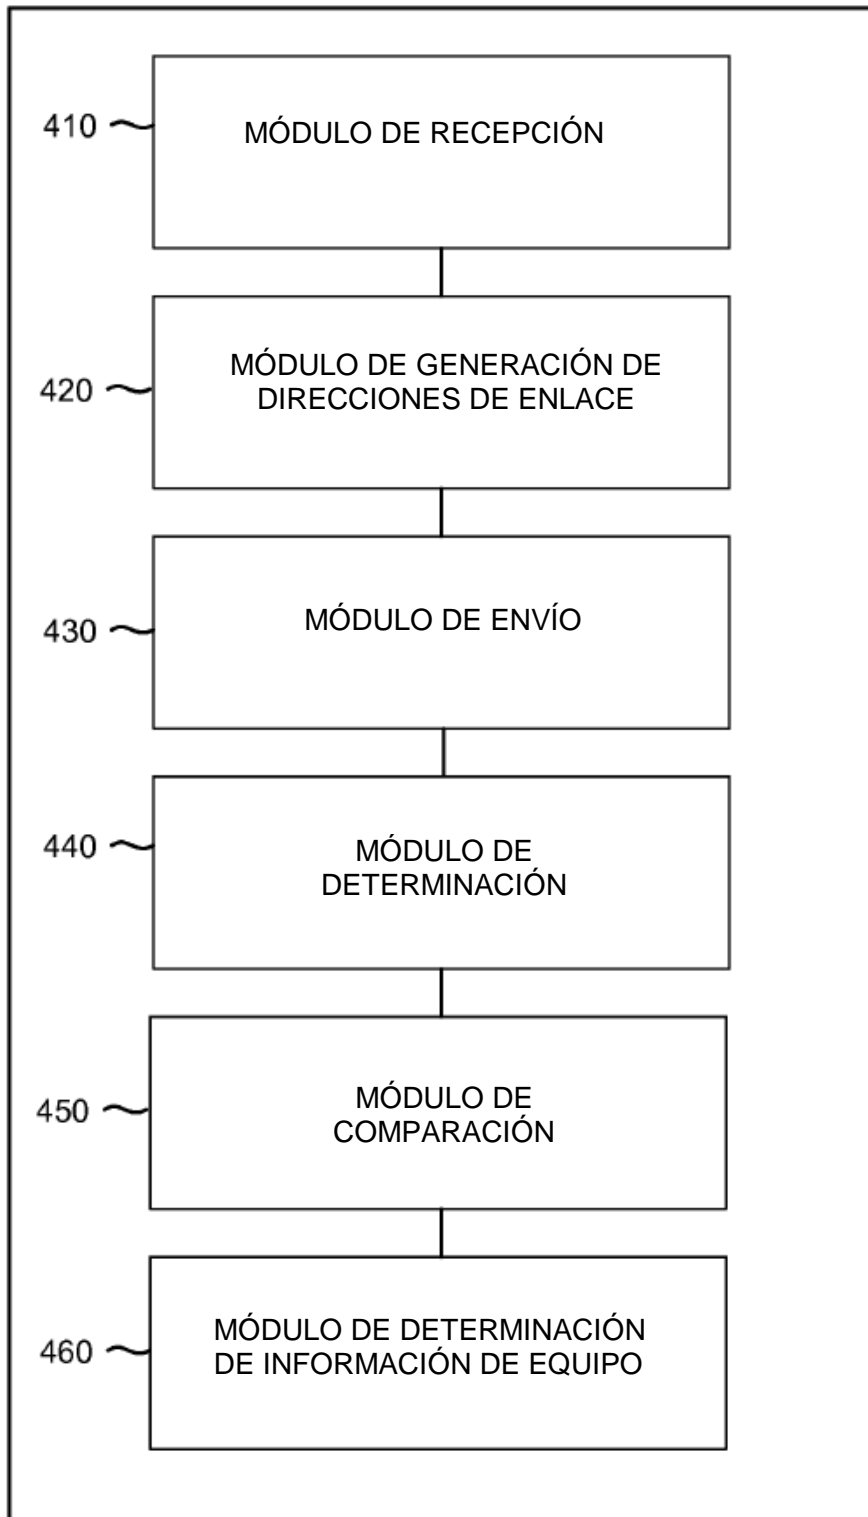 410
MÓDULO DE RECEPCIÓN
420
MÓDULO DE GENERACIÓN DE
DIRECCIONES DE ENLACE
430
MÓDULO DE ENVÍO
440
MÓDULO DE
DETERMINACIÓN
450
MÓDULO DE
COMPARACIÓN
460
MÓDULO DE DETERMINACIÓN
DE INFORMACIÓN DE EQUIPO